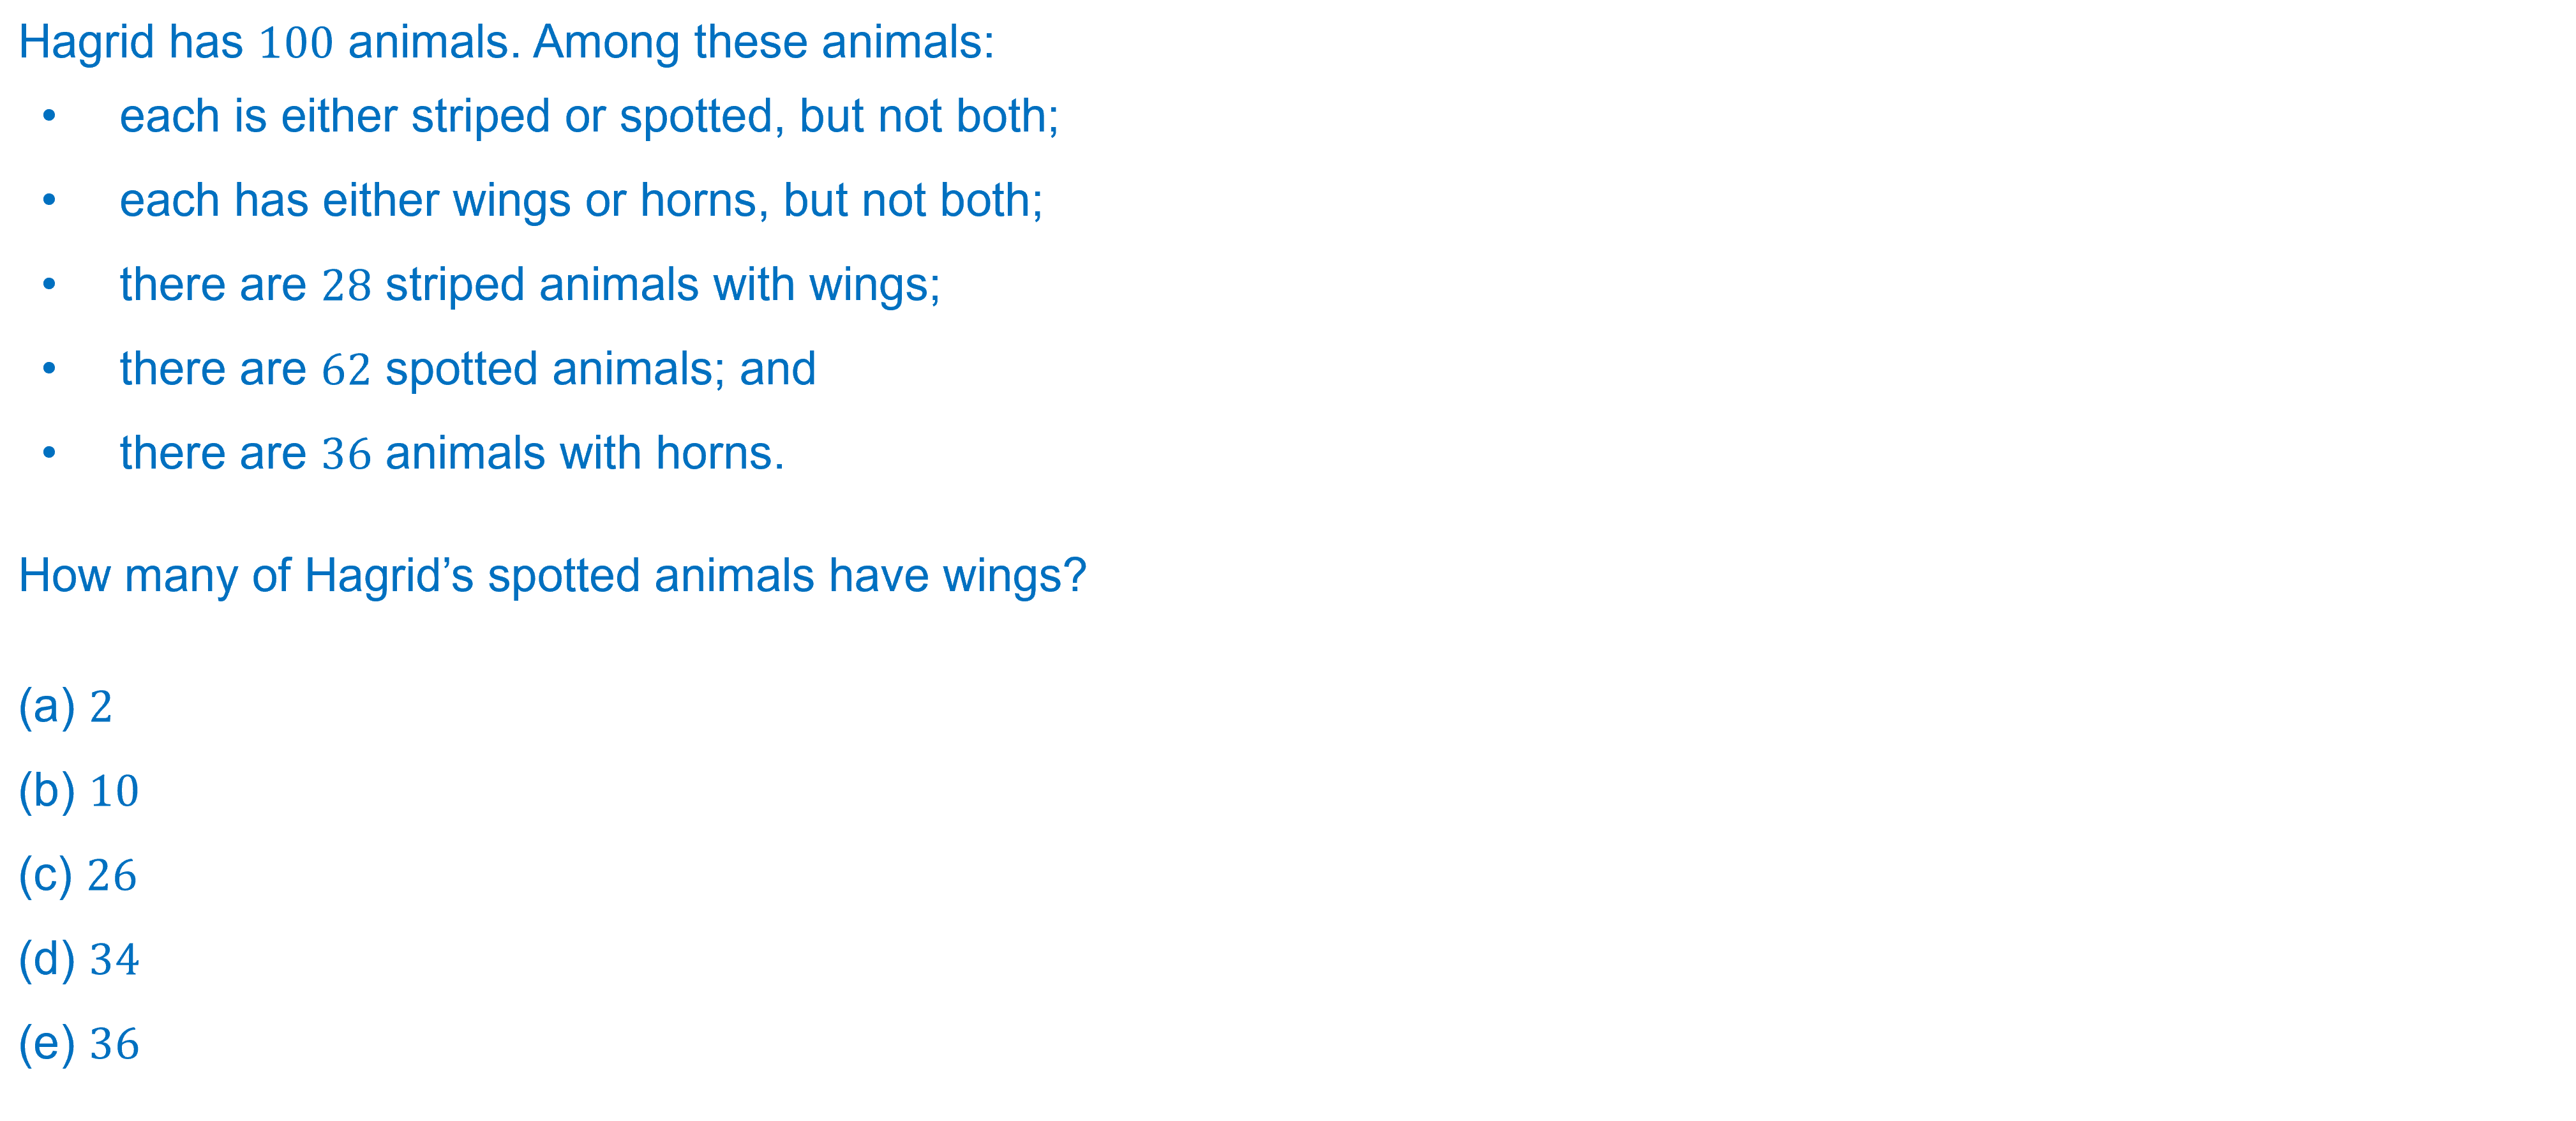 Hagrid has 100 animals. Among these animals:
• each is either striped or spotted, but not both;
• each has either wings or horns, but not both;
• there are 28 striped animals with wings;
• there are 62 spotted animals; and
• there are 36 animals with horns.
How many of Hagrid’s spotted animals have wings?
(a) 2
(b) 10
(c) 26
(d) 34
(e) 36